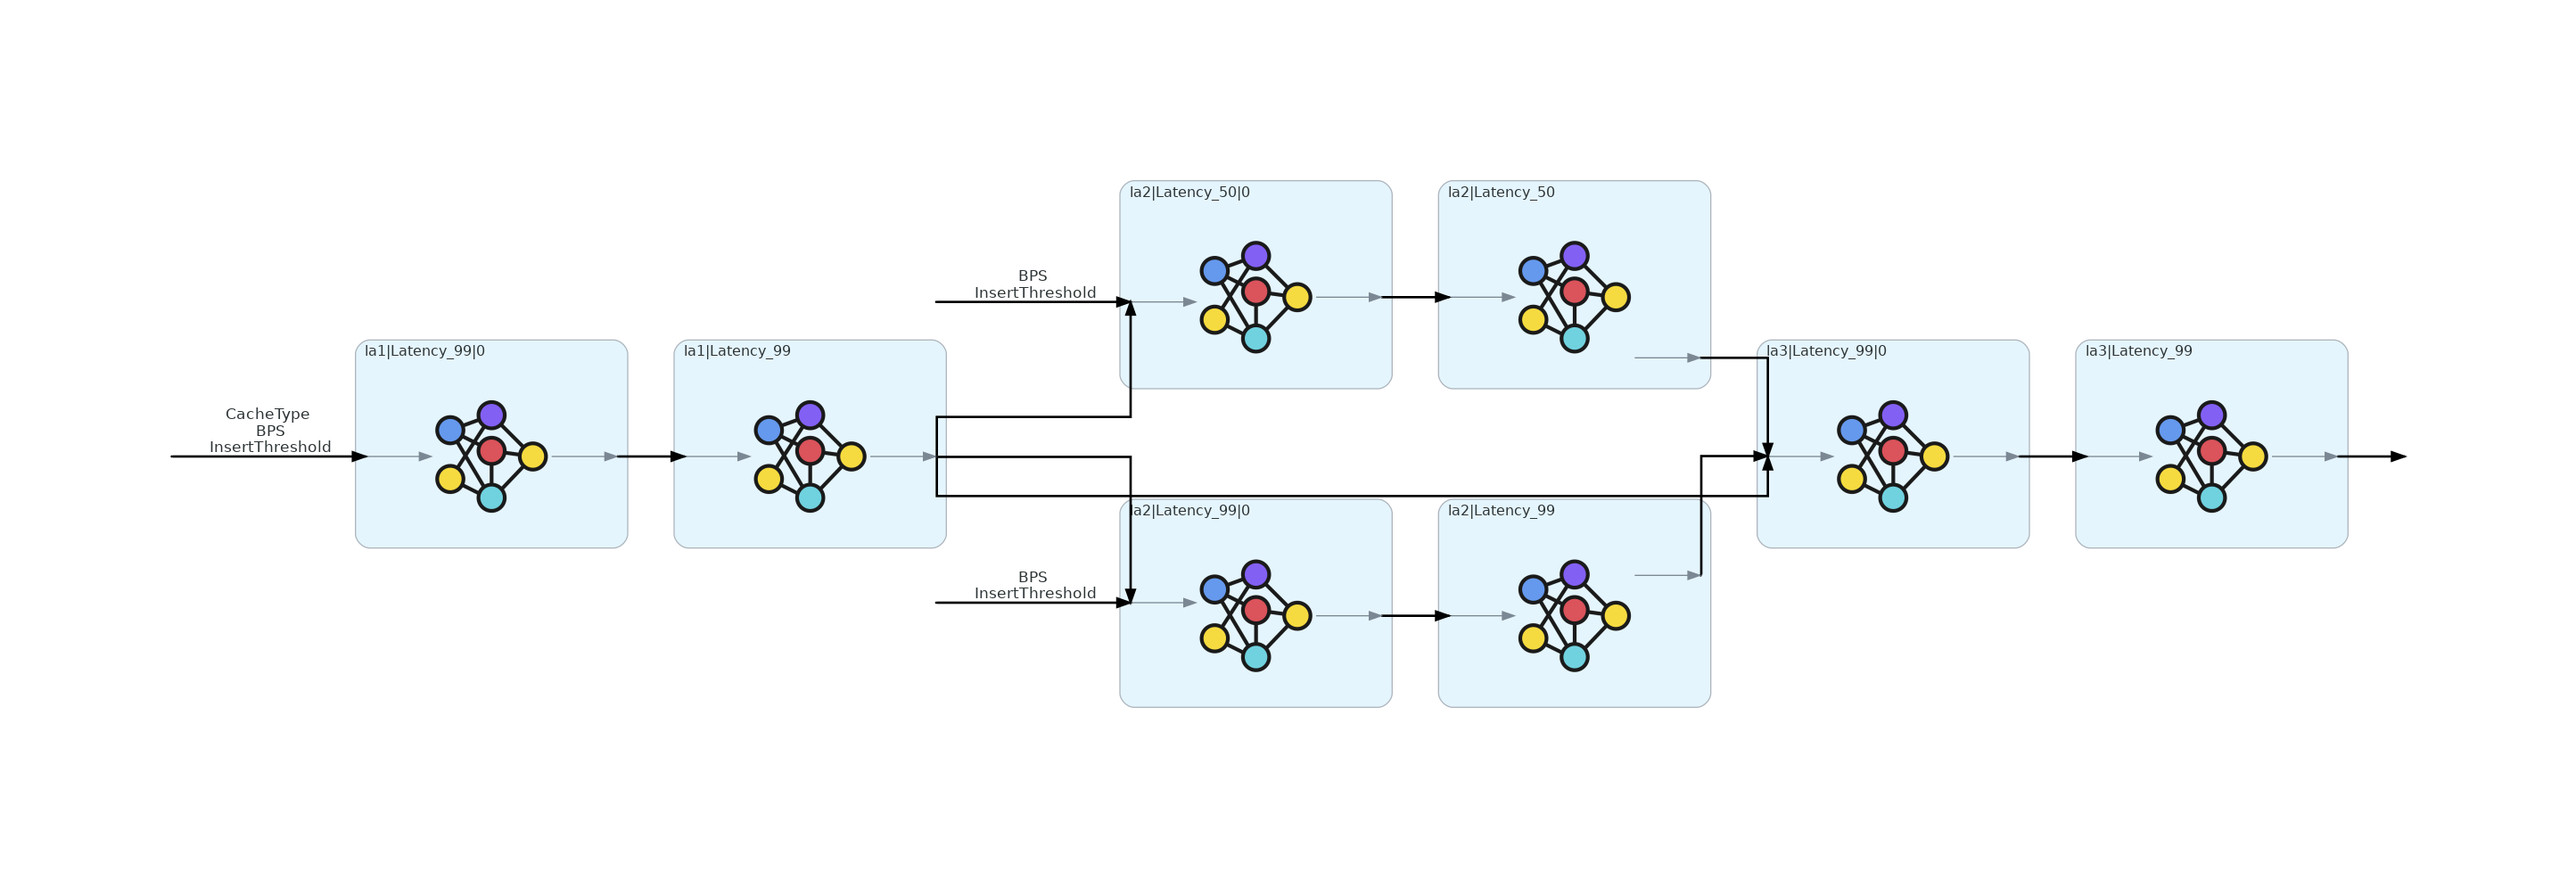 la2|Latency_50|0
la2|Latency_50
BPS
InsertThreshold
la1|Latency_99|0
la1|Latency_99
la3|Latency_99|0
la3|Latency_99
CacheType
BPS
InsertThreshold
la2|Latency_99|0
la2|Latency_99
BPS
InsertThreshold